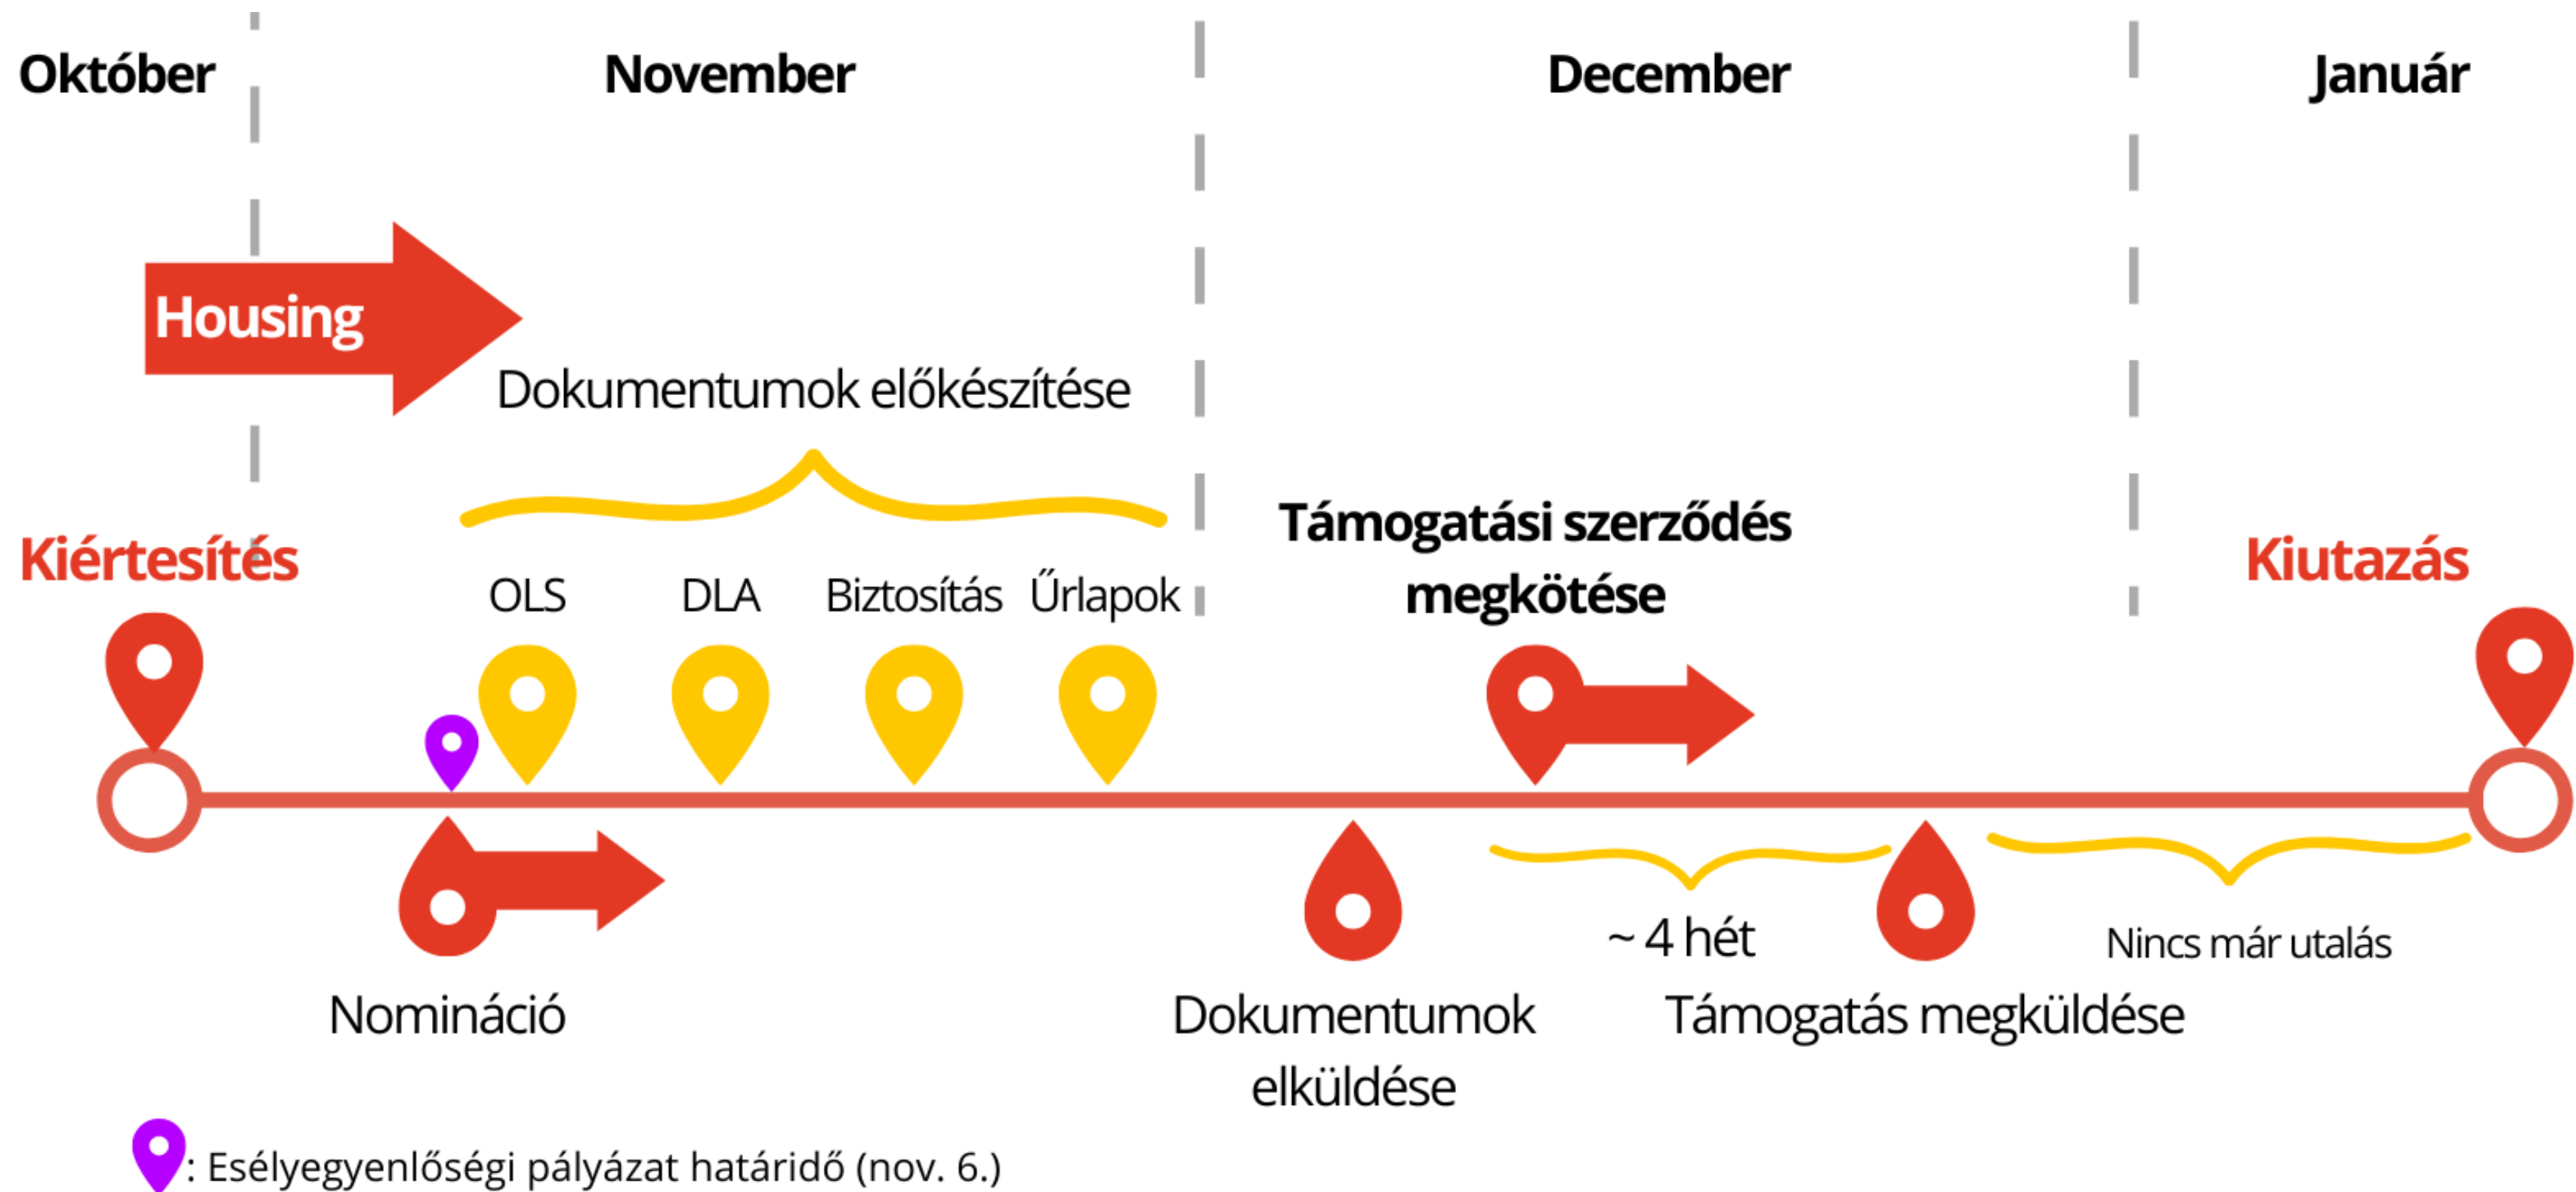 Október
November
December
Január
Housing
Dokumentumok előkészítése
Kiértesítés
OLS
DLA
Biztosítás
Űrlapok
Támogatási szerződés
megkötése
Kiutazás
Nomináció
Dokumentumok
elküldése
~ 4 hét
Támogatás megküldése
Nincs már utalás
: Esélyegyenlőségi pályázat határidő (nov. 6.)